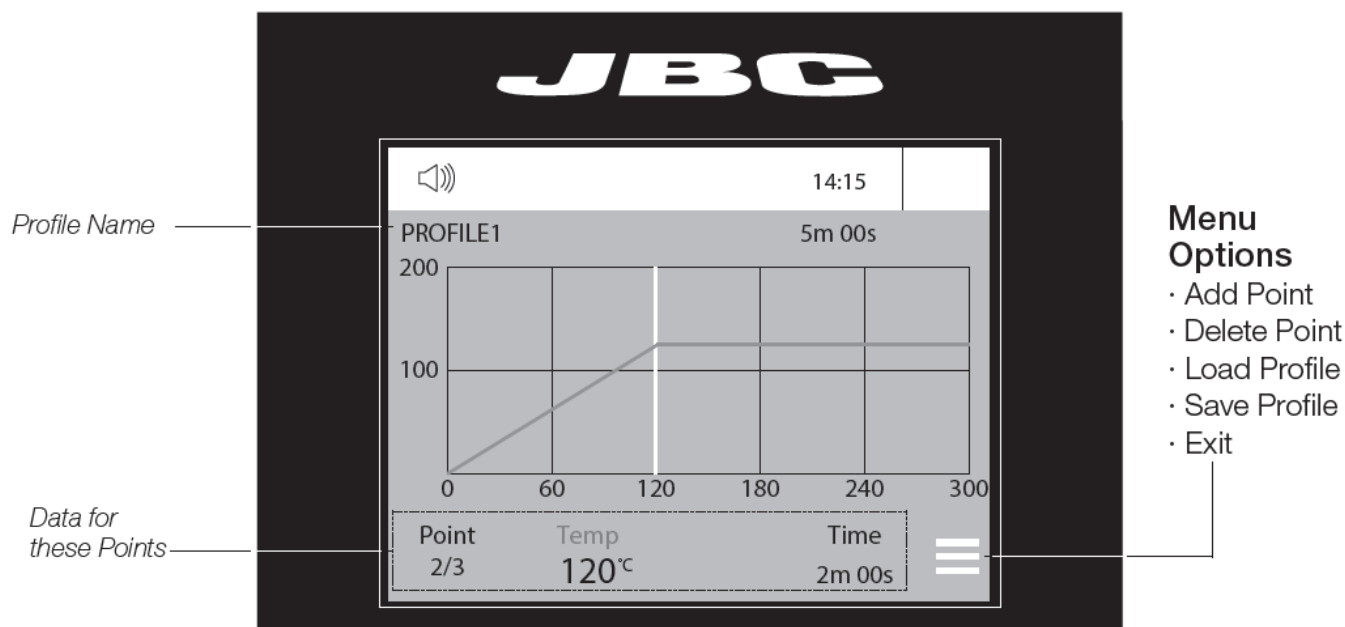 JBC
14:15
Profile Name
PROFILE1 5m 00s
200
100
0 60 120 180 240 300
Data for
these Points
Point Temp Time
2/3 120°C 2m 00s
Menu
Options
· Add Point
· Delete Point
· Load Profile
· Save Profile
· Exit